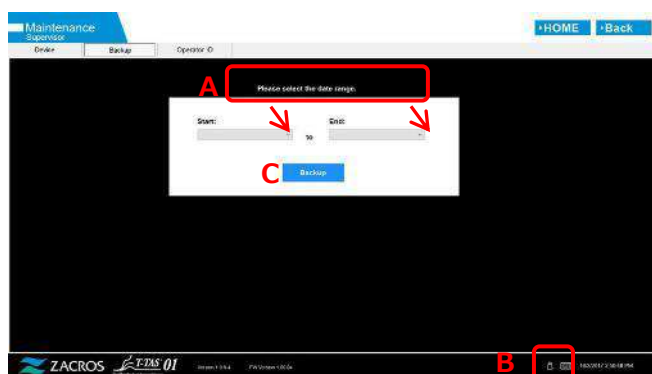 Maintenance
Supervisor
HOME
Back
Device
Backup
Operator ID
A
Please select the date range.
Start:
to
End:
C
Backup
B
ZACROS
T-TAS 01